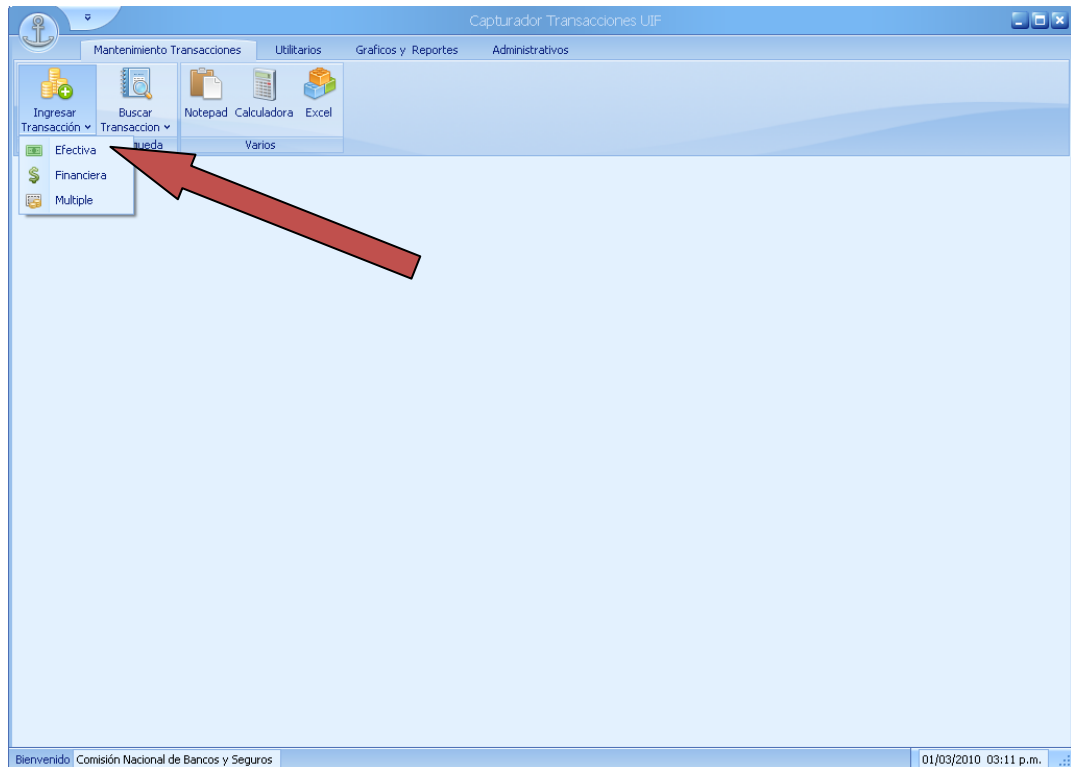 Capturador Transacciones UIF
Mantenimiento Transacciones Utilitarios Graficos y Reportes Administrativos
Ingresar Transacción
Buscar Transaccion
Notepad Calculadora Excel
Varios
Efectiva
Financiera
Multiple
Bienvenido Comisión Nacional de Bancos y Seguros
01/03/2010 03:11 p.m.